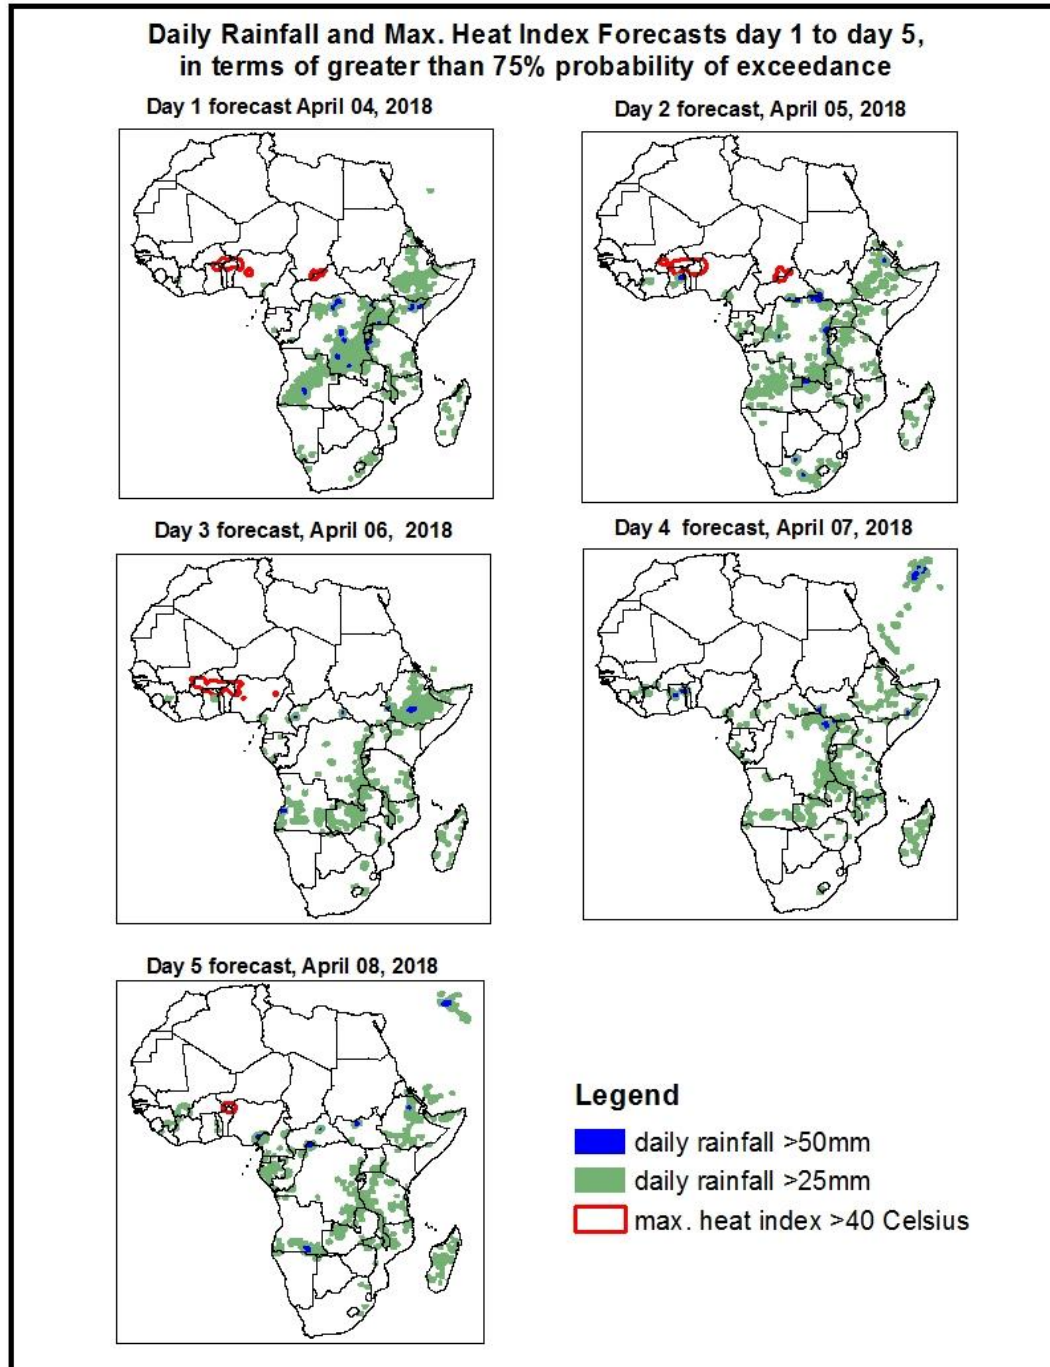 Daily Rainfall and Max. Heat Index Forecasts day 1 to day 5,
in terms of greater than 75% probability of exceedance
Day 1 forecast April 04, 2018
Day 2 forecast, April 05, 2018
Day 3 forecast, April 06, 2018
Day 4 forecast, April 07, 2018
Day 5 forecast, April 08, 2018
Legend
daily rainfall >50mm
daily rainfall >25mm
max. heat index >40 Celsius